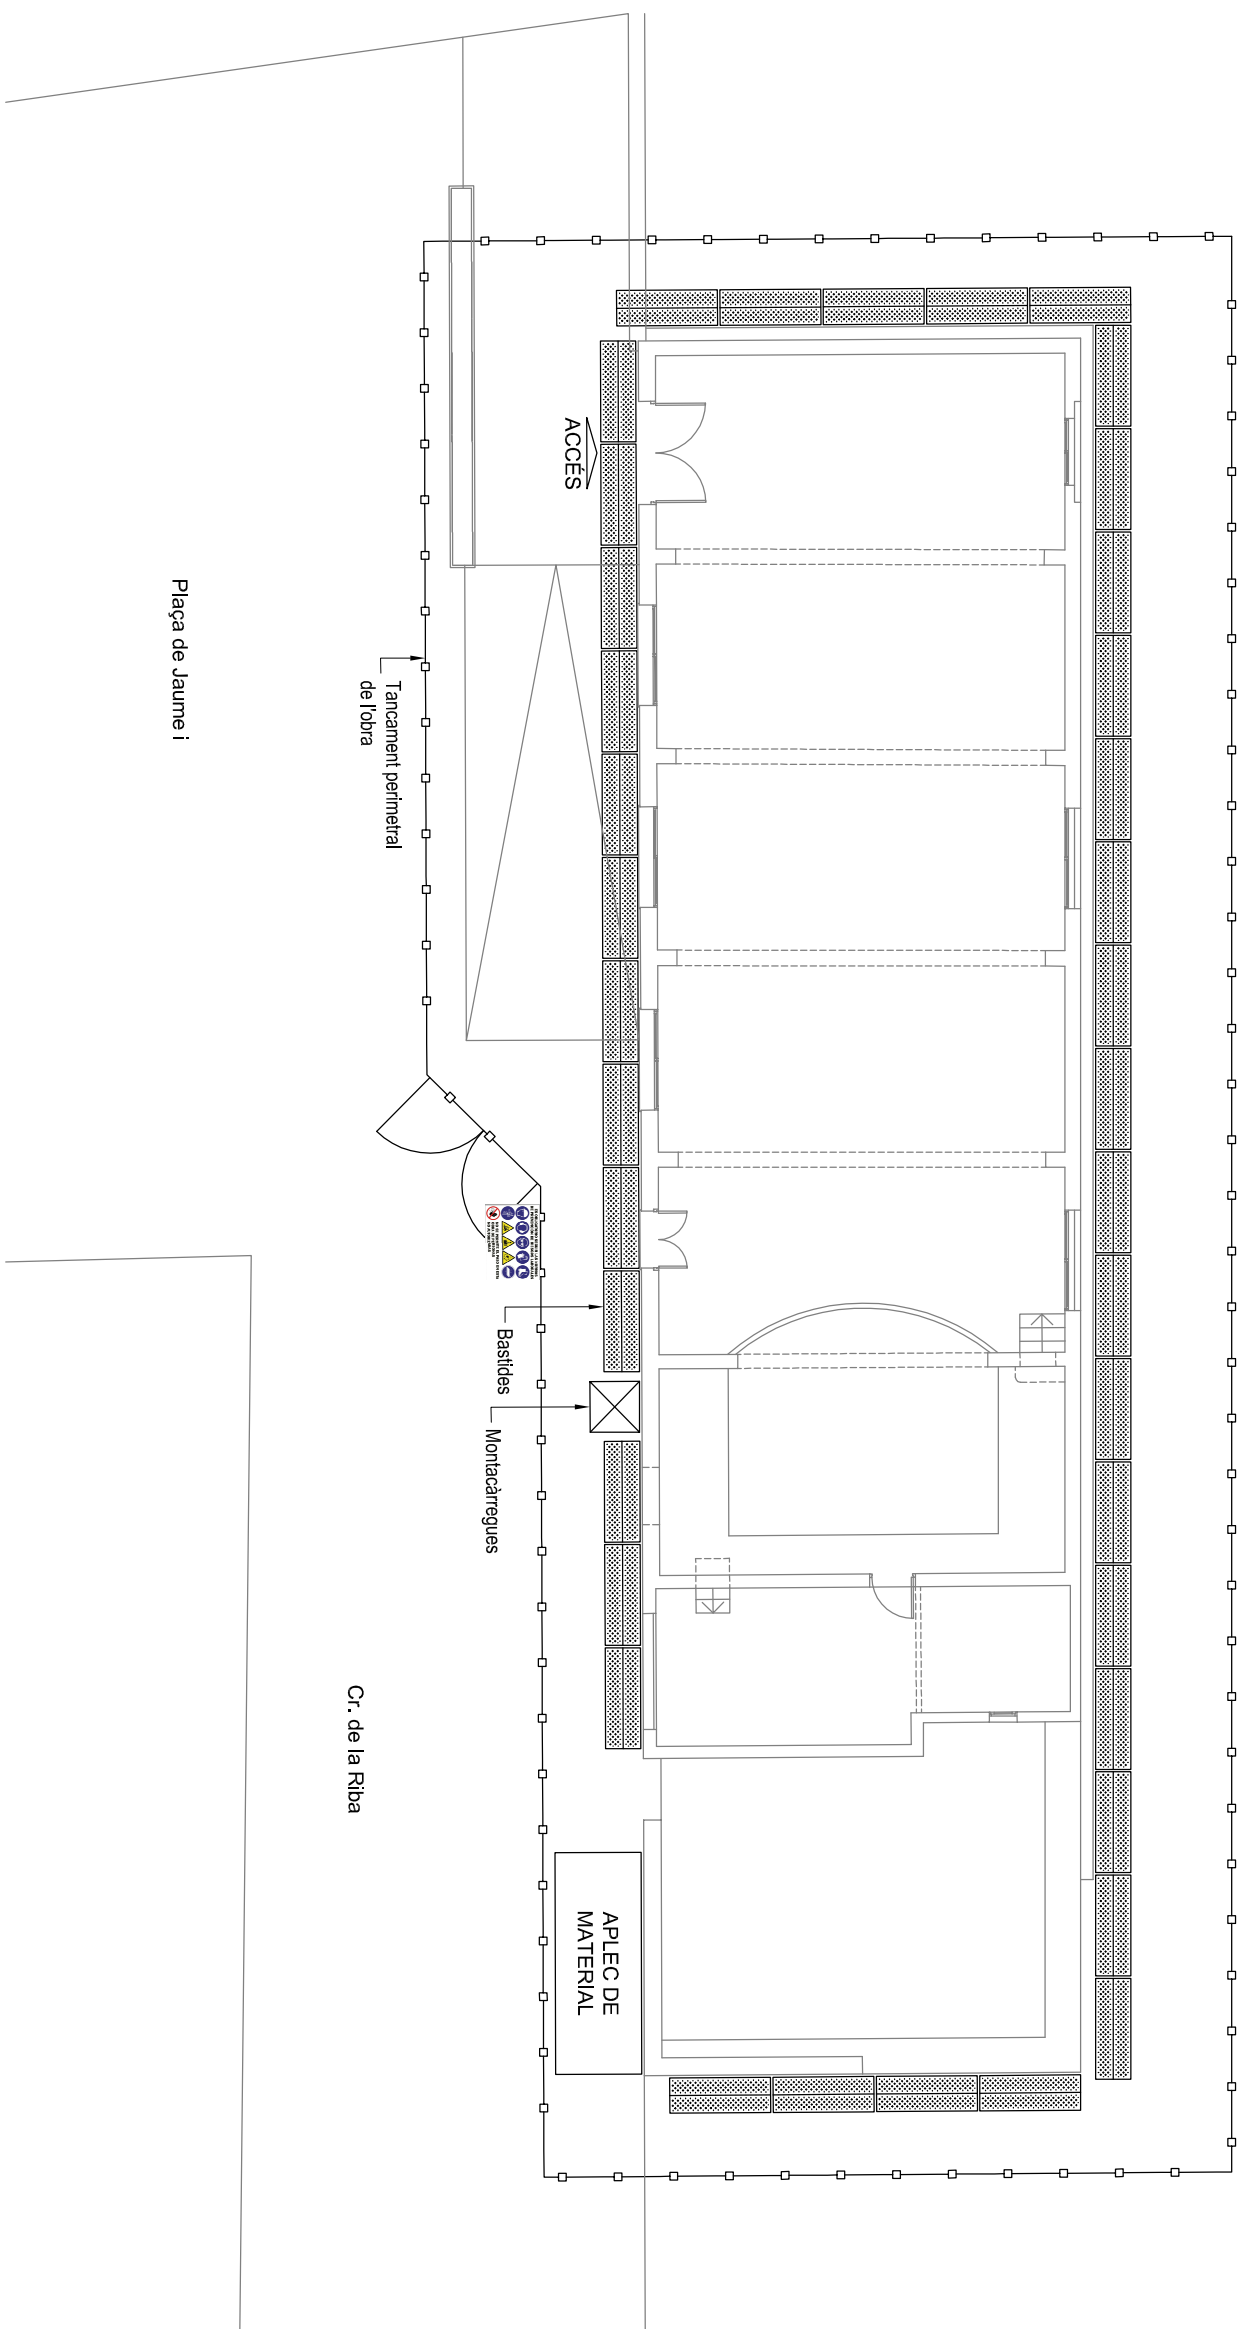 Plaça de Jaume i
Tancament perimetral
de l'obra
ACCÉS
Bastides
Montacàrregues
Cr. de la Riba
APLEC DE
MATERIAL